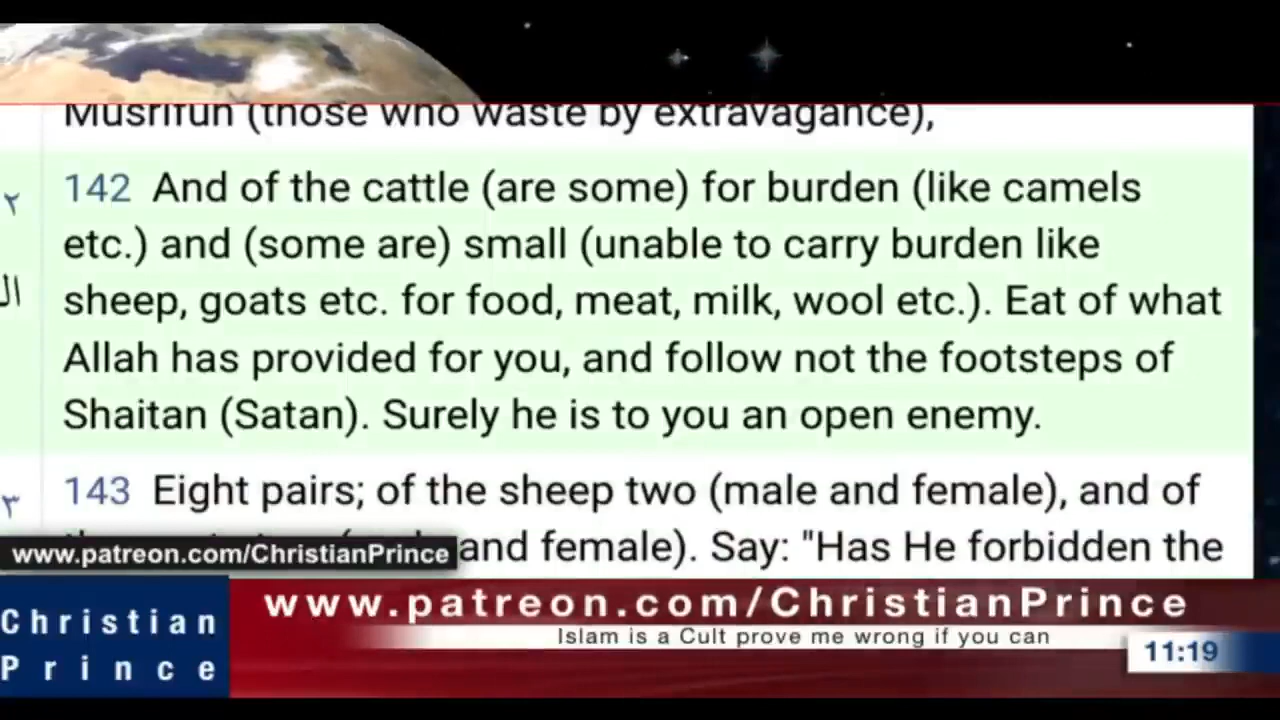 Musrifun (those who waste by extravagance),
142 And of the cattle (are some) for burden (like camels
٢
etc.) and (some are) small (unable to carry burden like
ال
sheep, goats etc. for food, meat, milk, wool etc.). Eat of what
Allah has provided for you, and follow not the footsteps of
Shaitan (Satan). Surely he is to you an open enemy.
143 Eight pairs; of the sheep two (male and female), and of
٣
and female). Say: "Has He forbidden the
www.patreon.com/ChristianPrince
www.patreon.com/ChristianPrince
Islam is a Cult prove me wrong if you can
Christian
Prince
11:19